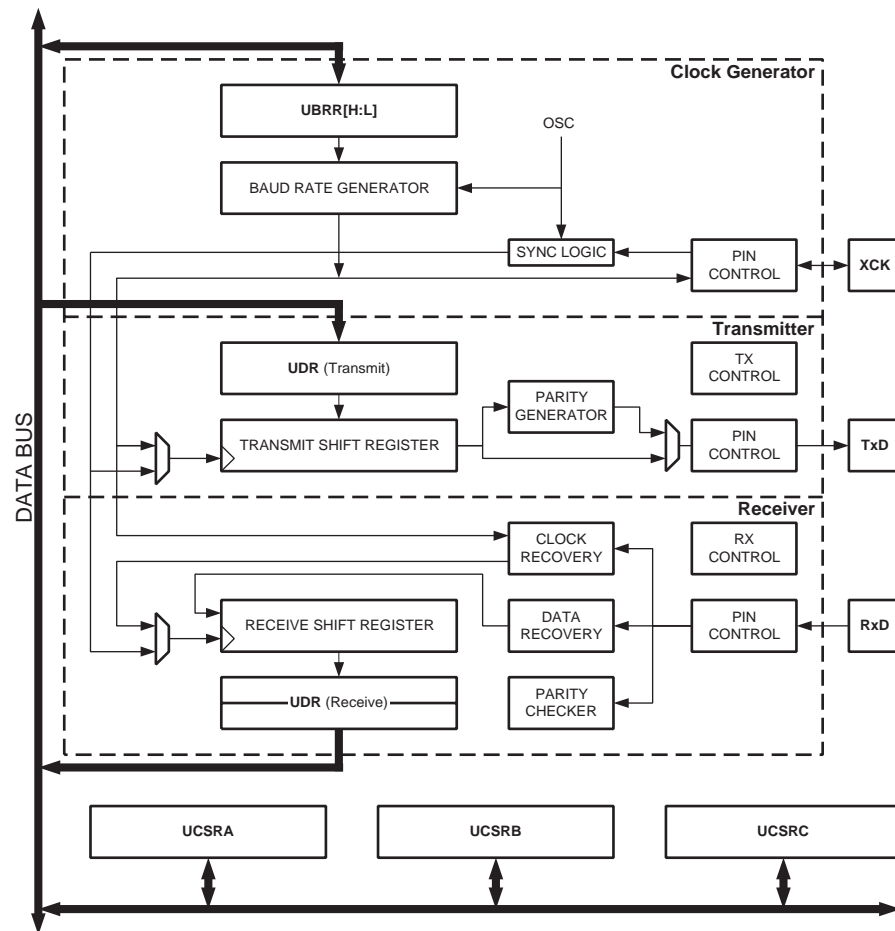 Clock Generator
UBRR[H:L]
OSC
BAUD RATE GENERATOR
SYNC LOGIC
PIN
CONTROL
XCK
Transmitter
UDR (Transmit)
TX
CONTROL
PARITY
GENERATOR
TRANSMIT SHIFT REGISTER
PIN
CONTROL
TxD
DATA BUS
Receiver
CLOCK
RECOVERY
RX
CONTROL
RECEIVE SHIFT REGISTER
DATA
RECOVERY
PIN
CONTROL
RxD
UDR (Receive)
PARITY
CHECKER
UCSRA
UCSRB
UCSRC